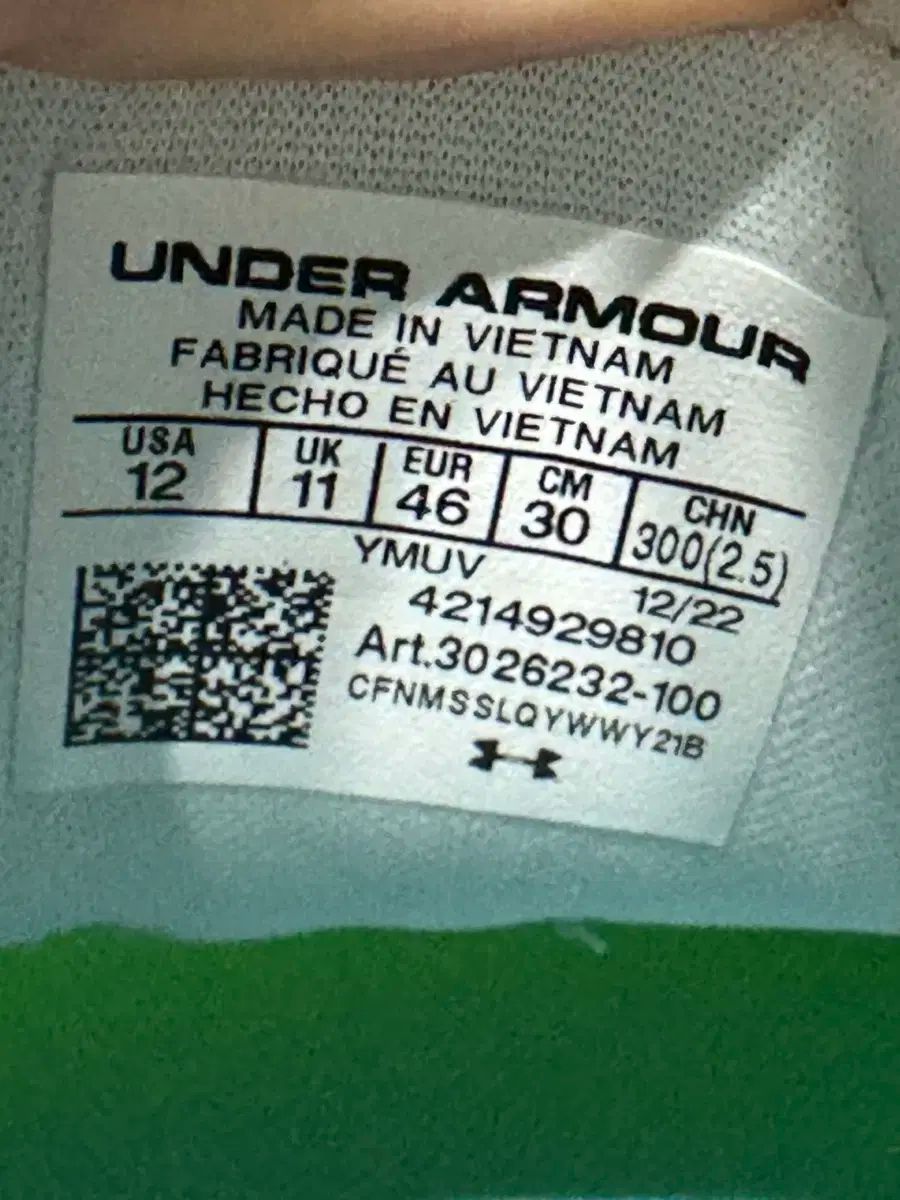 UNDER ARMOUR
MADE IN VIETNAM
FABRIQUÉ AU VIETNAM
HECHO EN VIETNAM
USA UK EUR CM CHN
12 11 46 30 300(2.5)
YMUV 12/22
4214929810
Art.3026232-100
CFNMSSLQYWWY21B